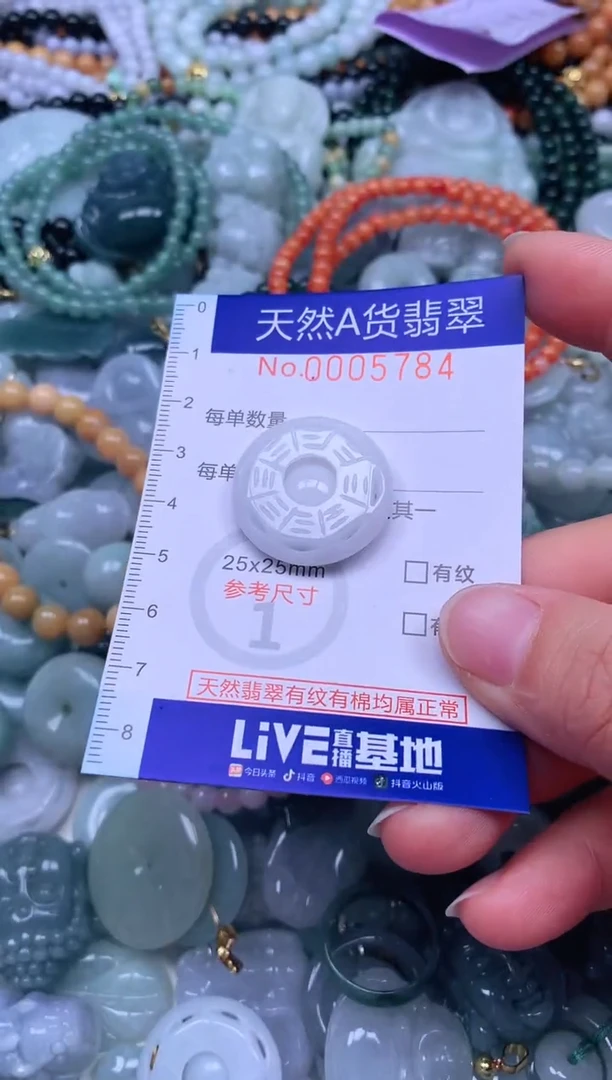 0
天然A货翡翠
No.0005784
1
2
每单数量
3
每单
其一
4
5
25x25mm
有纹
参考尺寸
6
1
7
天然翡翠有纹有棉均属正常
8
LiVE直播基地
今日头条 抖音 西瓜视频 抖音火山版